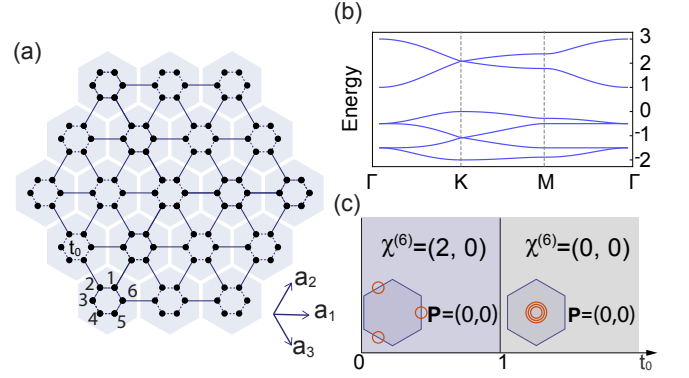 (a)
t₀
1
2
3
4
5
6
a₂
a₁
a₃
(b)
Energy
3
2
1
0
-1
-2
Γ K M Γ
(c)
χ⁽⁶⁾=(2, 0) χ⁽⁶⁾=(0, 0)
P=(0,0) P=(0,0)
0 1 t₀